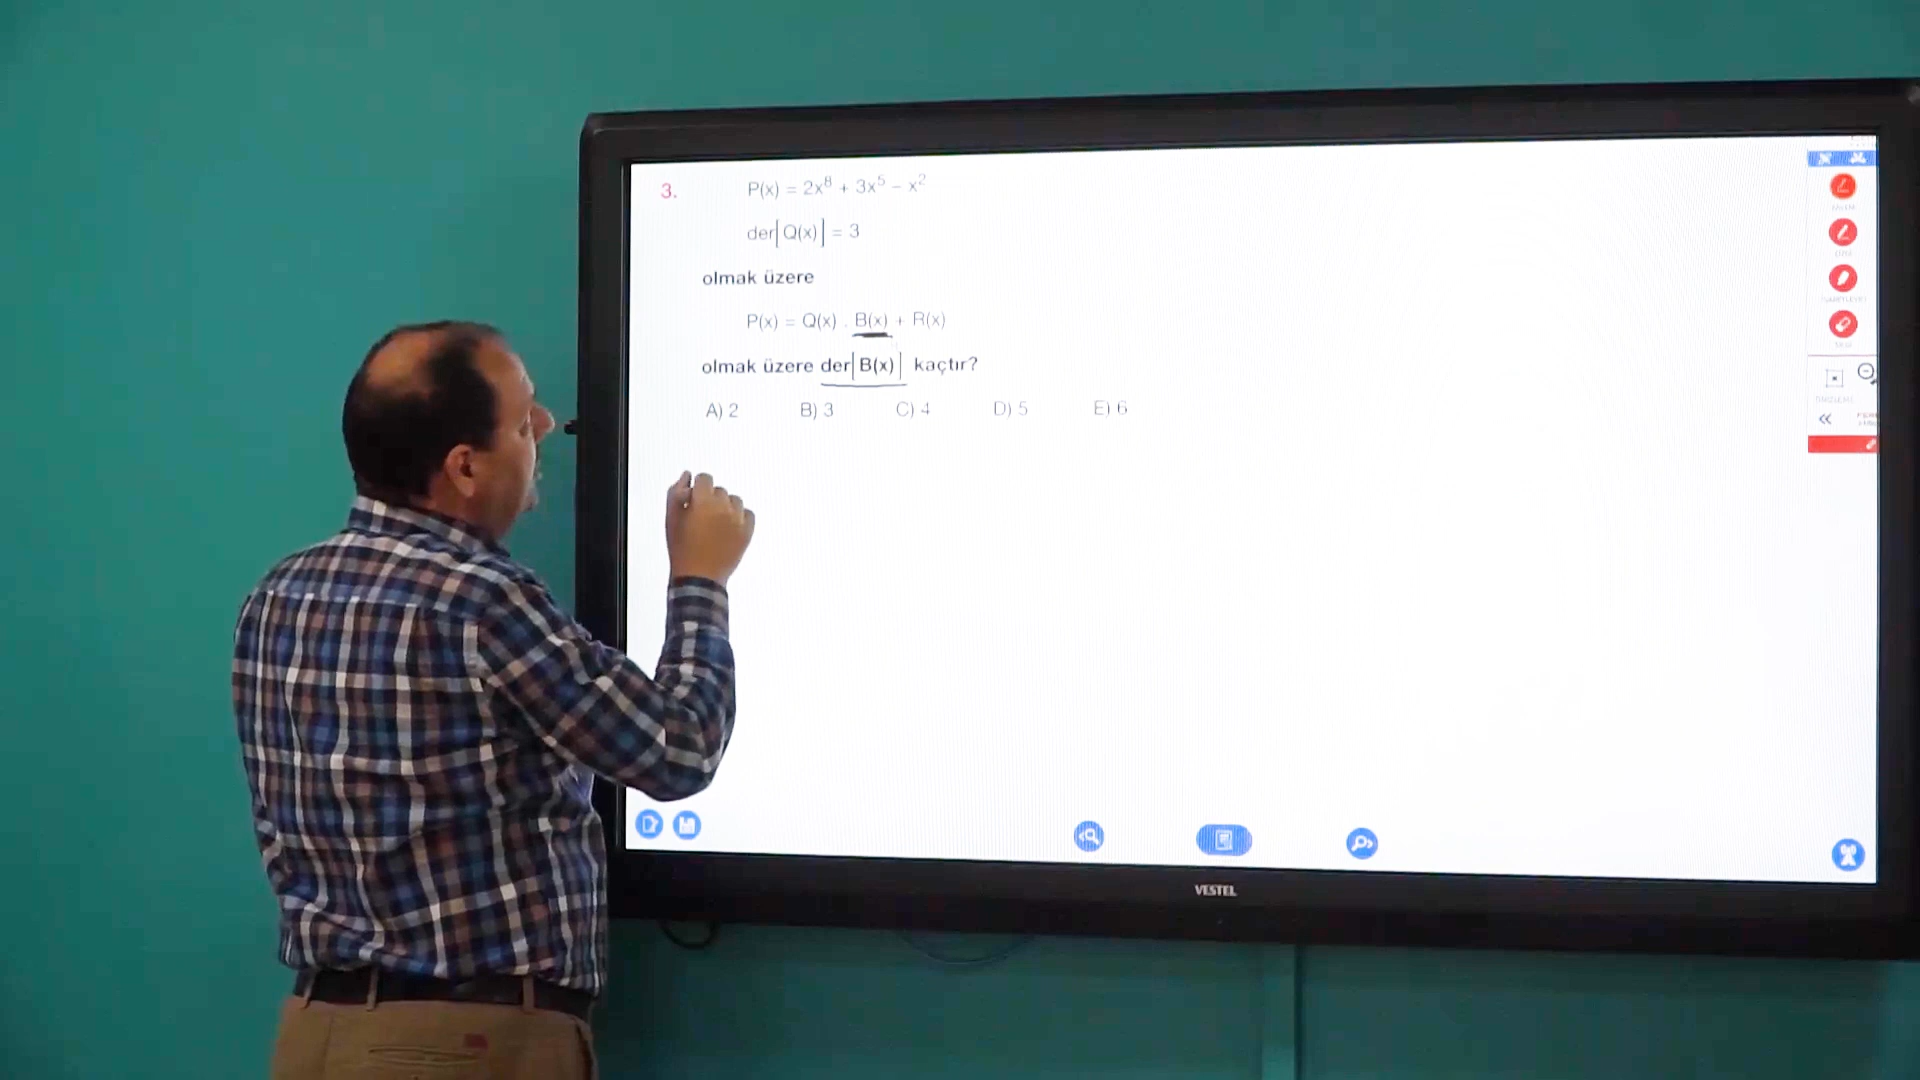 3. P(x) = 2x⁸ + 3x⁵ − x²
der[Q(x)] = 3
olmak üzere
P(x) = Q(x) . B(x) + R(x)
olmak üzere der[B(x)] kaçtır?
A) 2 B) 3 C) 4 D) 5 E) 6
VESTEL